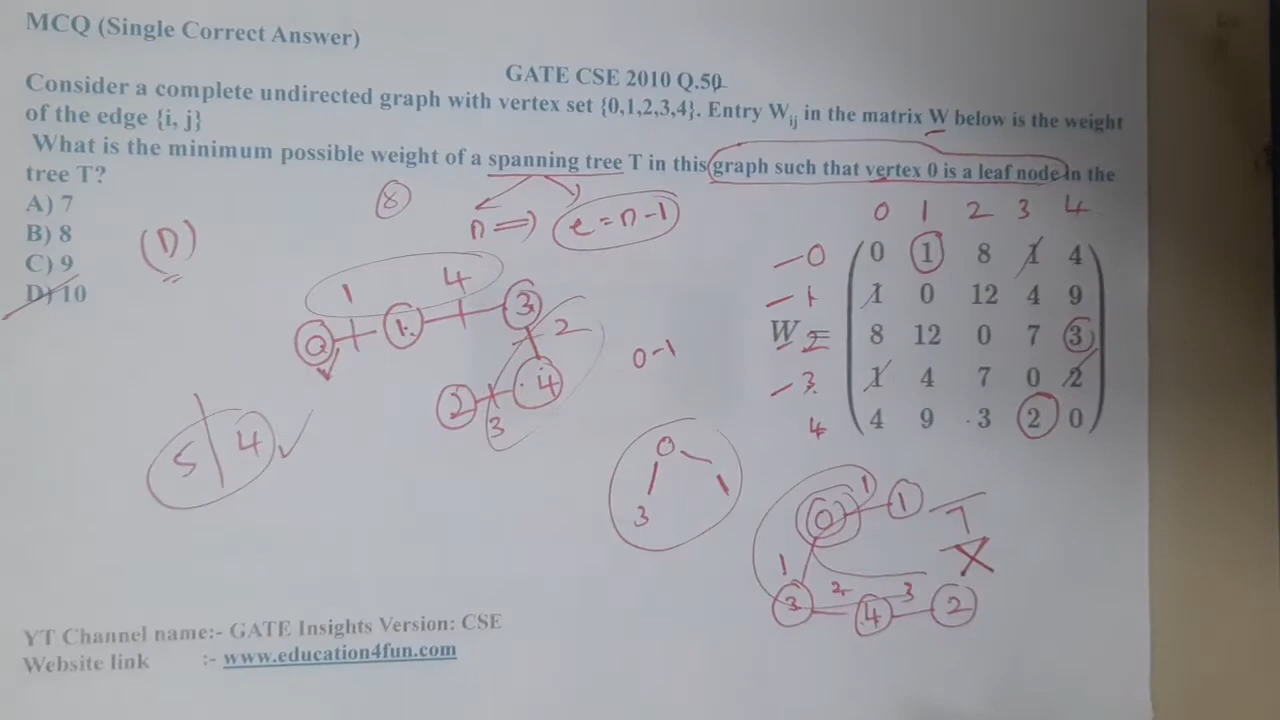 MCQ (Single Correct Answer)
GATE CSE 2010 Q.50
Consider a complete undirected graph with vertex set {0,1,2,3,4}. Entry Wij in the matrix W below is the weight
of the edge {i, j}
What is the minimum possible weight of a spanning tree T in this graph such that vertex 0 is a leaf node in the
tree T?
A) 7
B) 8
C) 9
D) 10
(D)
8
n ⇒ e = n-1
0 1 2 3 4
0 0 1 8 1 4
1 1 0 12 4 9
W = 2 8 12 0 7 3
3 1 4 7 0 2
4 4 9 3 2 0
1 4
0 1 3
2
2 4
3
0-1
5 | 4
0
3 1
0 1 1 7
1
3 2 4 3 2
YT Channel name:- GATE Insights Version: CSE
Website link :- www.education4fun.com